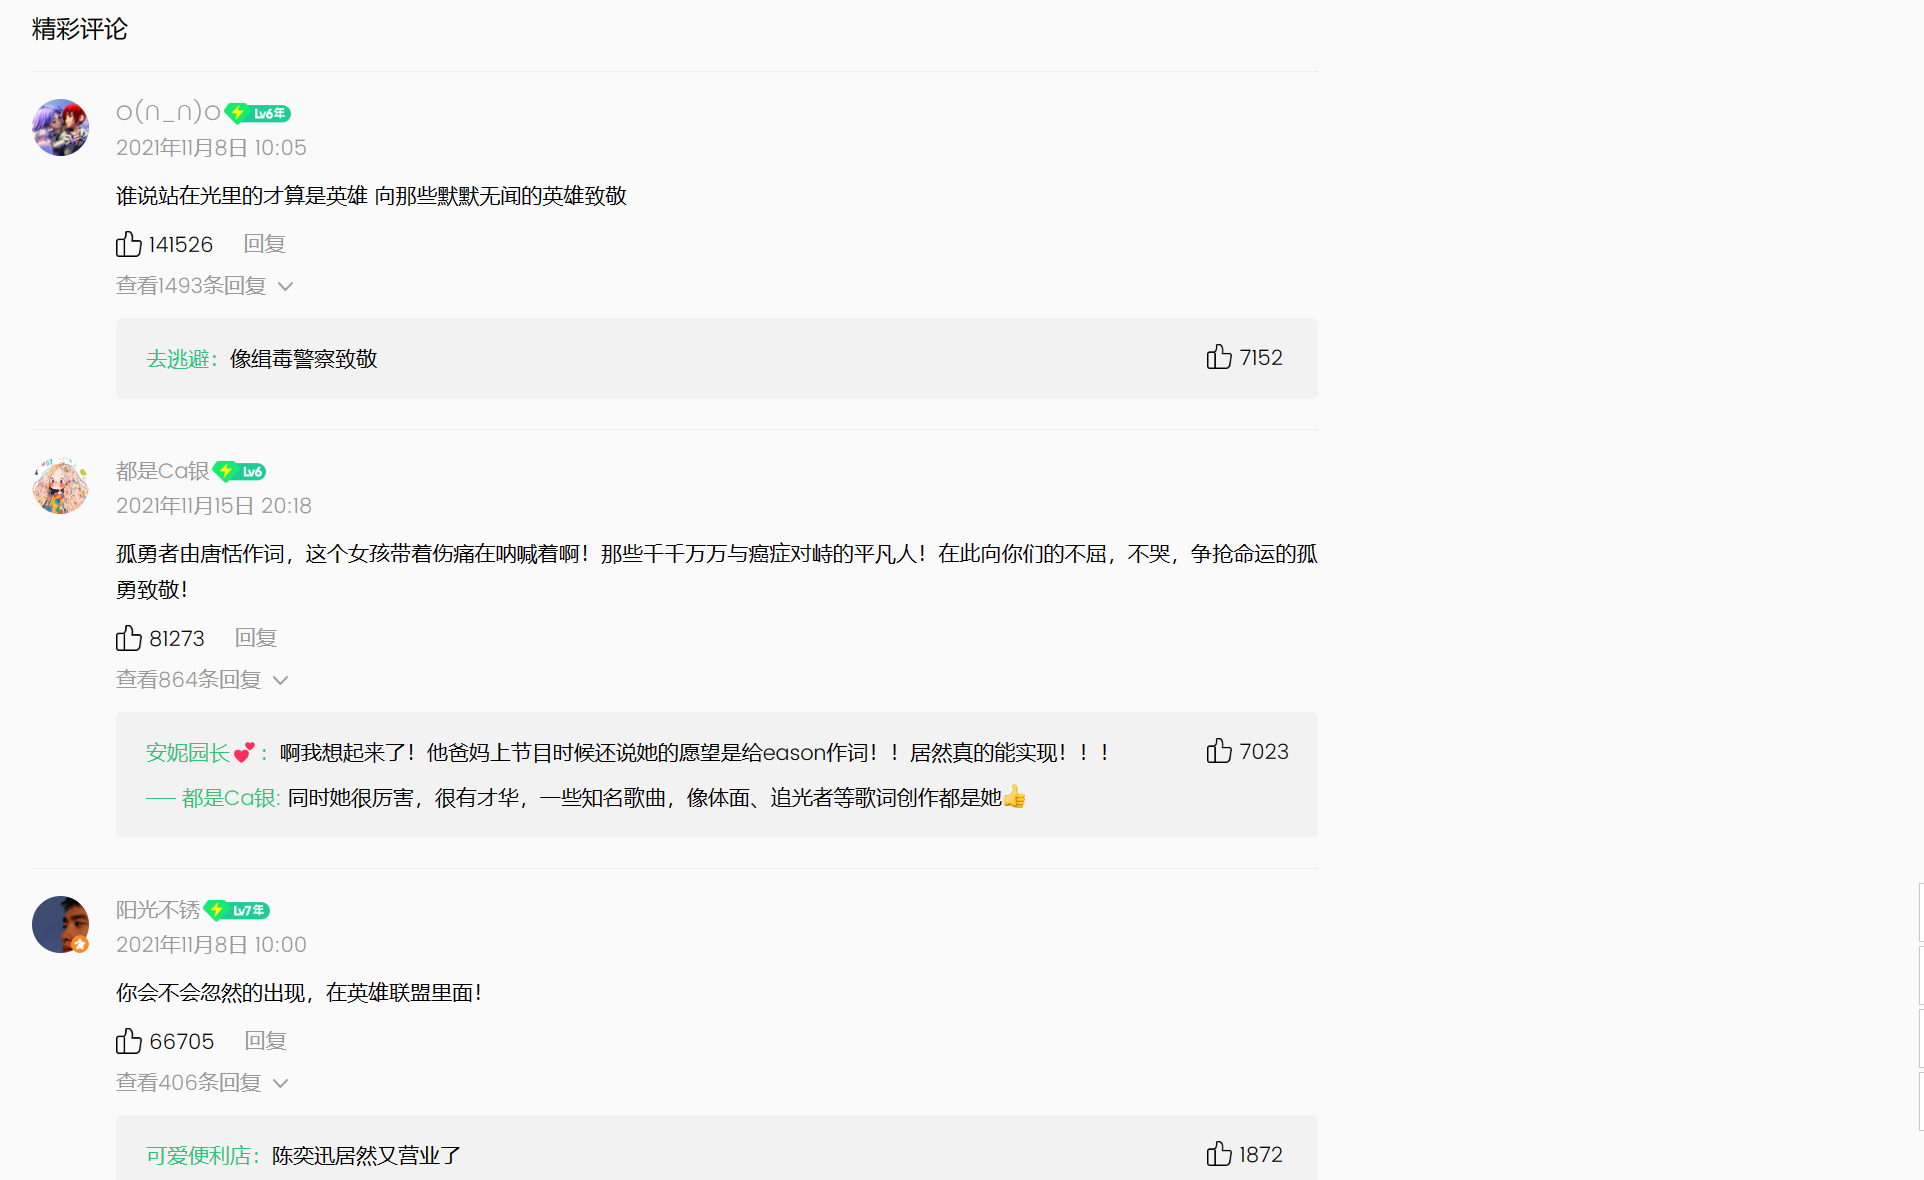 精彩评论
O(∩_∩)O Lv6年
2021年11月8日 10:05
谁说站在光里的才算是英雄 向那些默默无闻的英雄致敬
141526 回复
查看1493条回复
去逃避：像缉毒警察致敬 7152
都是Ca银 Lv6
2021年11月15日 20:18
孤勇者由唐恬作词，这个女孩带着伤痛在呐喊着啊！那些千千万万与癌症对峙的平凡人！在此向你们的不屈，不哭，争抢命运的孤
勇致敬！
81273 回复
查看864条回复
安妮园长💕：啊我想起来了！他爸妈上节目时候还说她的愿望是给eason作词！！居然真的能实现！！！ 7023
—— 都是Ca银: 同时她很厉害，很有才华，一些知名歌曲，像体面、追光者等歌词创作都是她👍
阳光不锈 Lv7年
2021年11月8日 10:00
你会不会忽然的出现，在英雄联盟里面！
66705 回复
查看406条回复
可爱便利店：陈奕迅居然又营业了 1872